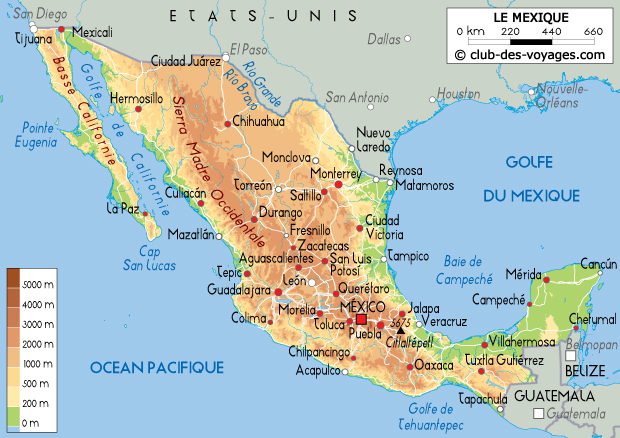 San Diego
ETATS-UNIS
Tijuana
Mexicali
El Paso
Dallas
LE MEXIQUE
0 km 220 440 660
© club-des-voyages.com
Ciudad Juárez
Rio Grande
Rio Bravo
San Antonio
Houston
Nouvelle-
Orléans
Basse Californie
Golfe de Californie
Hermosillo
Sierra Madre Occidentale
Chihuahua
Pointe
Eugenia
Nuevo
Laredo
Monclova
Monterrey
Reynosa
Matamoros
GOLFE
DU MEXIQUE
Torreón
Saltillo
Culiacán
La Paz
Durango
Ciudad
Victoria
Mazatlán
Fresnillo
Zacatecas
Cap
San Lucas
Aguascalientes
San Luis
Potosí
Tampico
Baie de
Campeché
Mérida
Cancún
Tepic
León
Querétaro
Guadalajara
MÉXICO
Jalapa
Campeché
5000 m
4000 m
3000 m
2000 m
1000 m
500 m
200 m
0 m
Colima
Morelia
Toluca
Puebla
5675
Citlaltépetl
Veracruz
Chetumal
Villahermosa
Belmopan
BELIZE
Chilpancingo
Acapulco
Oaxaca
Tuxtla Gutiérrez
OCEAN PACIFIQUE
Tapachula
GUATEMALA
Guatemala
Golfe de
Tehuantepec